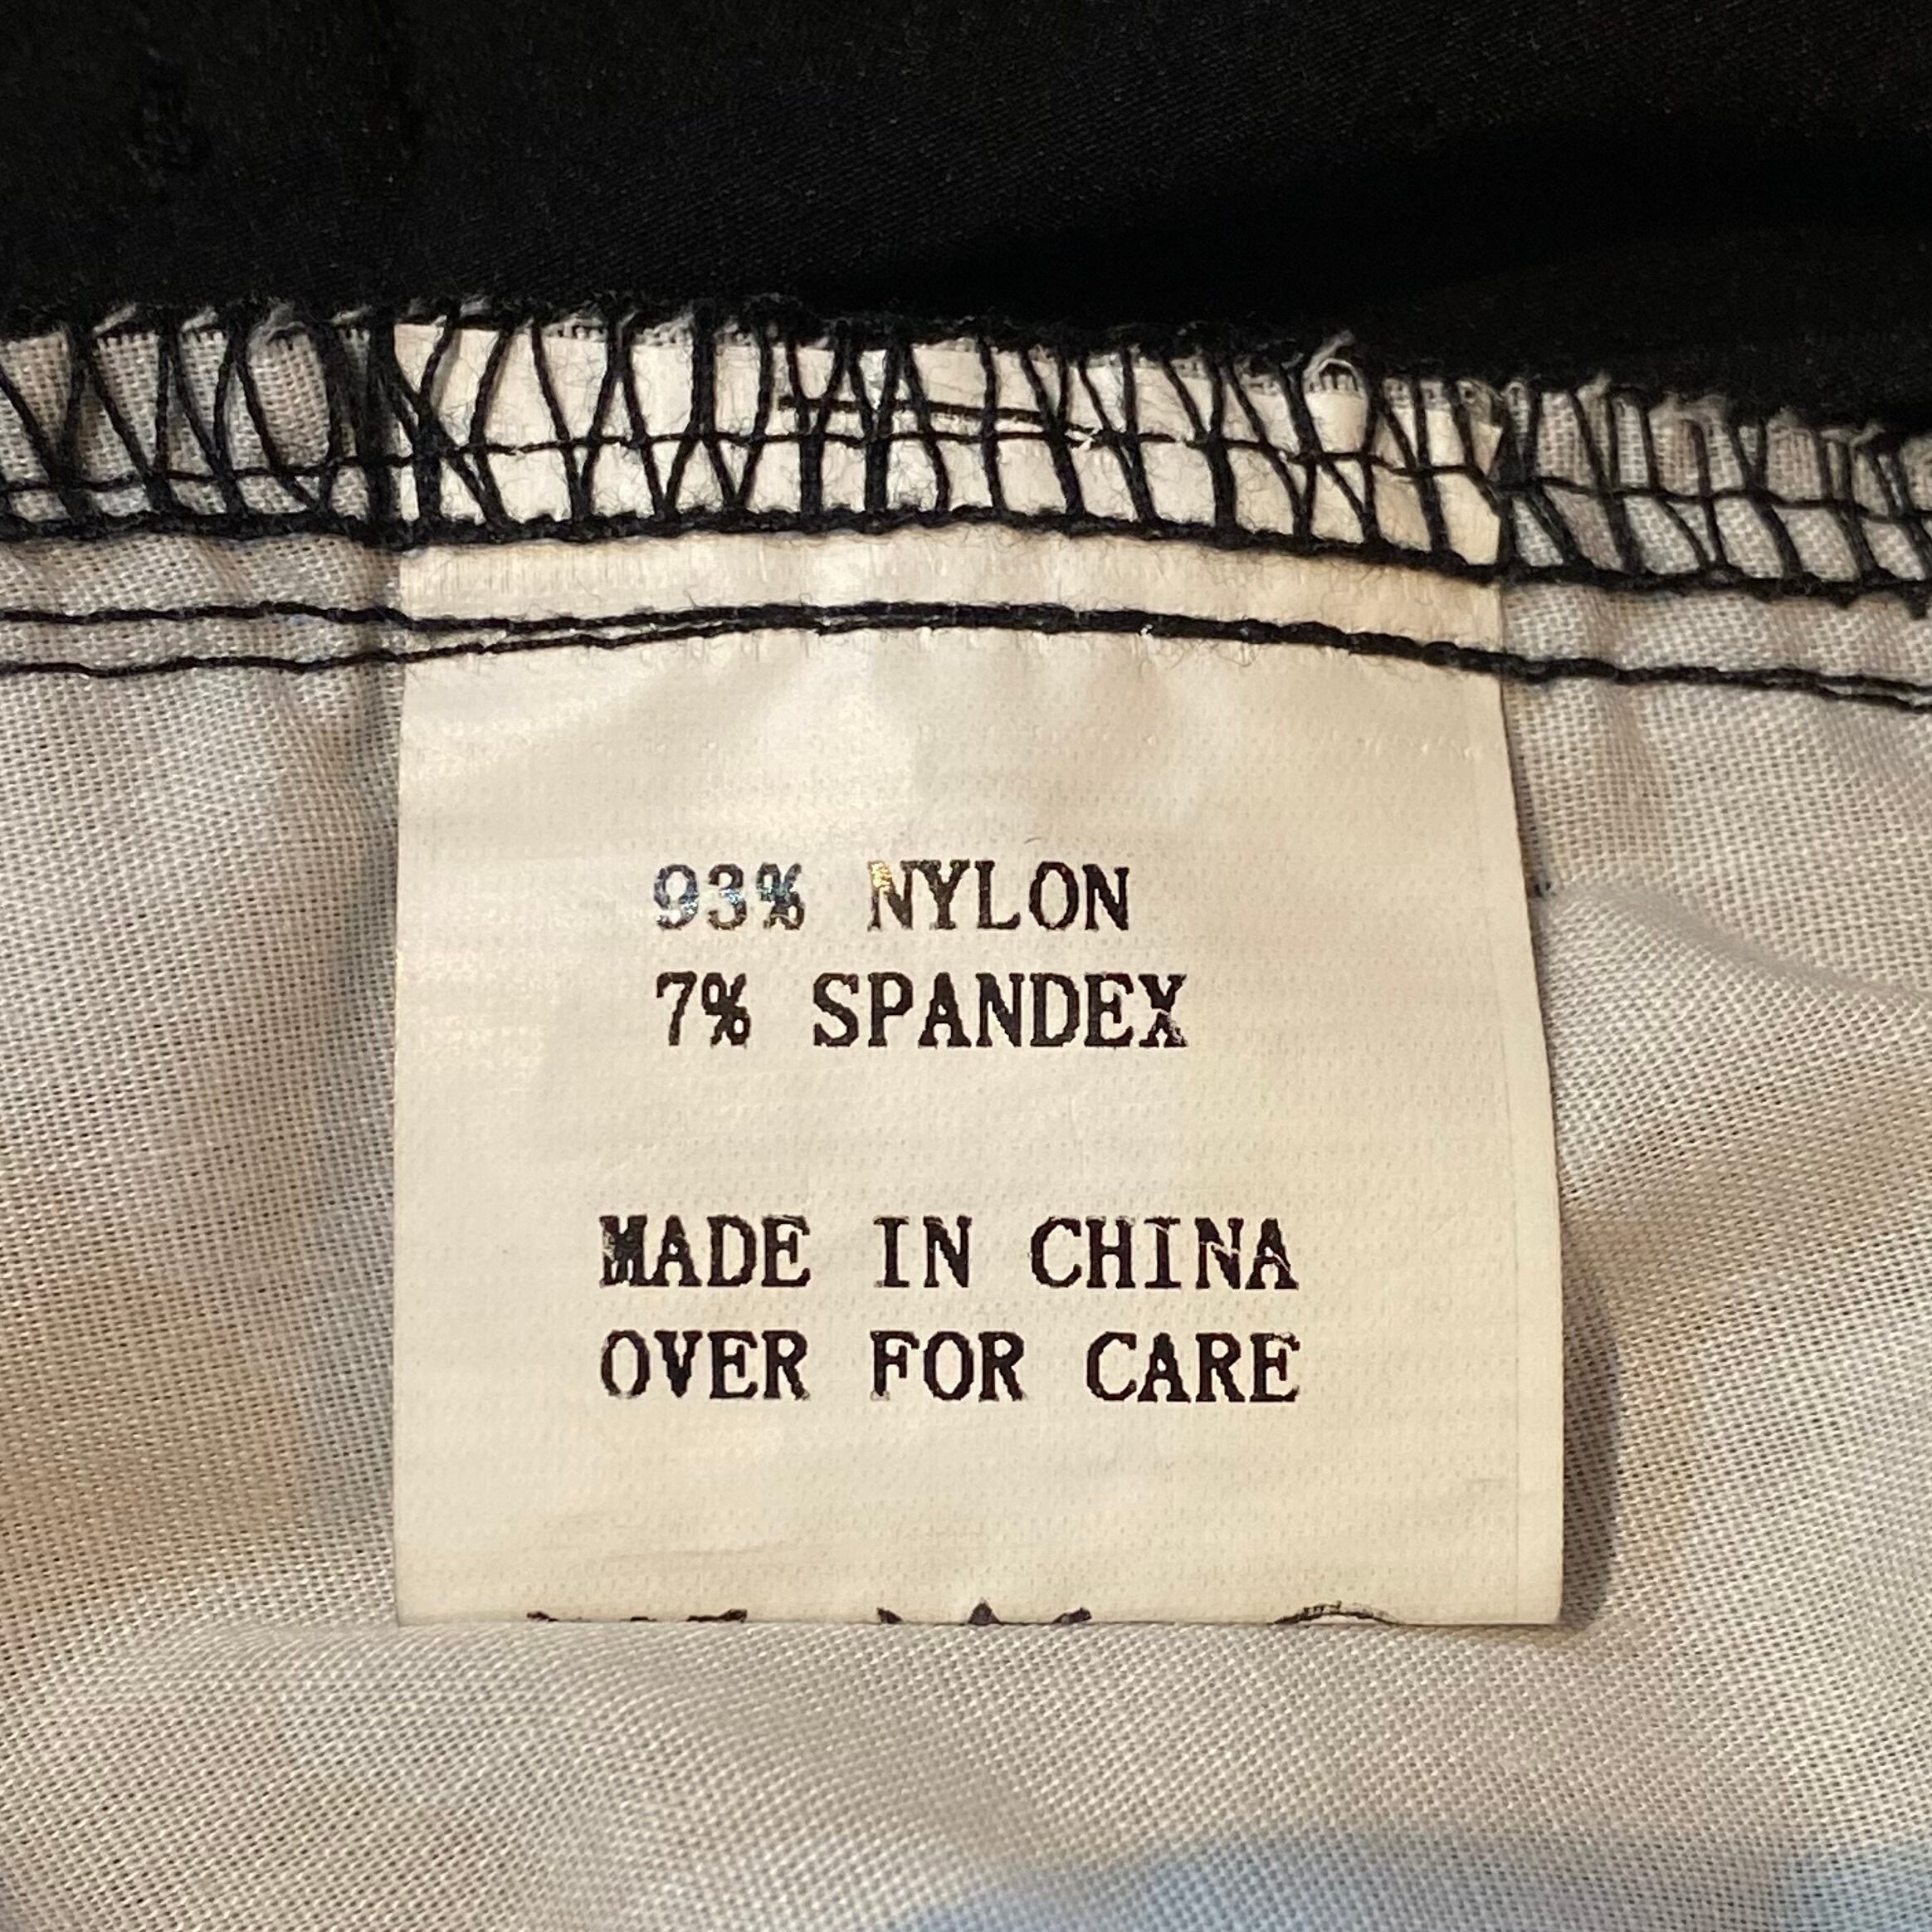 93% NYLON
7% SPANDEX
MADE IN CHINA
OVER FOR CARE